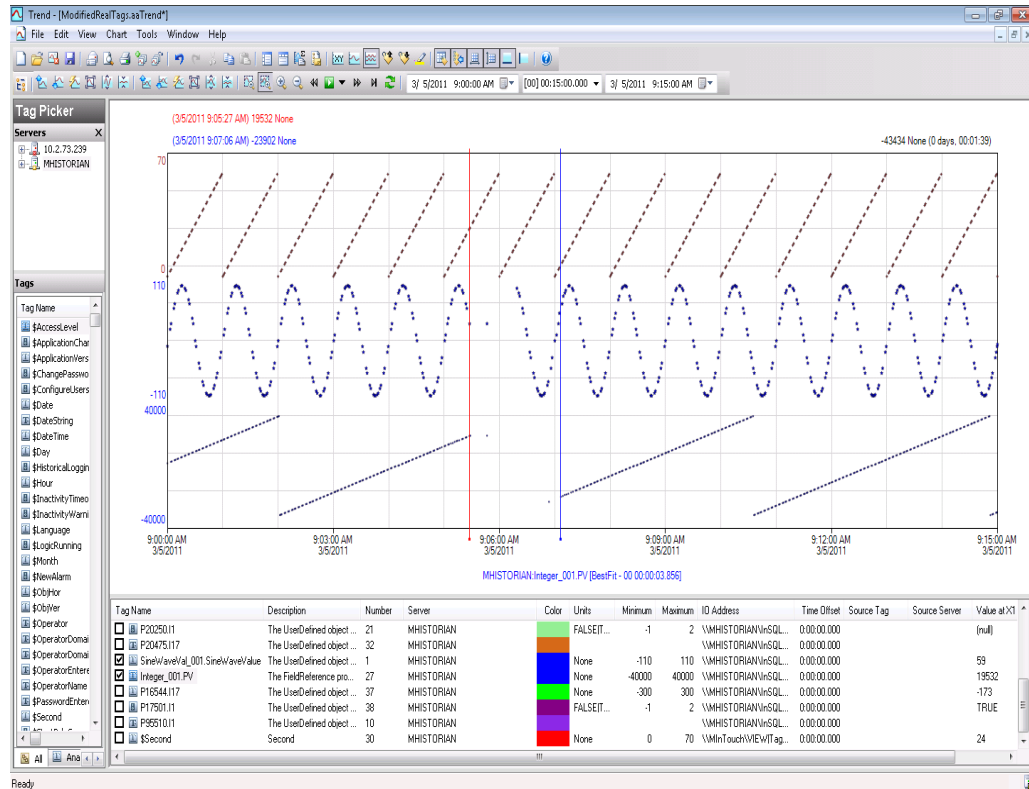 Trend - [ModifiedRealTags.aaTrend*]
File Edit View Chart Tools Window Help
3/ 5/2011 9:00:00 AM [00] 00:15:00.000 3/ 5/2011 9:15:00 AM
Tag Picker
Servers X
10.2.73.239
MHISTORIAN
Tags
Tag Name
$AccessLevel
$ApplicationChar
$ApplicationVers
$ChangePasswo
$ConfigureUsers
$Date
$DateString
$DateTime
$Day
$HistoricalLoggin
$Hour
$InactivityTimeo
$InactivityWarni
$Language
$LogicRunning
$Month
$NewAlarm
$ObjHor
$ObjVer
$Operator
$OperatorDomai
$OperatorDomai
$OperatorEntere
$OperatorName
$PasswordEnter
$Second
All Ana
(3/5/2011 9:05:27 AM) 19532 None
(3/5/2011 9:07:06 AM) -23902 None
-43434 None (0 days, 00:01:39)
70
0
110
-110
40000
-40000
9:00:00 AM 9:03:00 AM 9:06:00 AM 9:09:00 AM 9:12:00 AM 9:15:00 AM
3/5/2011 3/5/2011 3/5/2011 3/5/2011 3/5/2011 3/5/2011
MHISTORIAN:Integer_001.PV [BestFit - 00 00:00:03.856]
Tag Name Description Number Server Color Units Minimum Maximum IO Address Time Offset Source Tag Source Server Value at X1
P20250.I1 The UserDefined object ... 21 MHISTORIAN FALSE|T... -1 2 \\MHISTORIAN\InSQL... 0:00:00.000 (null)
P20475.I17 The UserDefined object ... 32 MHISTORIAN \\MHISTORIAN\InSQL... 0:00:00.000
SineWaveVal_001.SineWaveValue The UserDefined object ... 1 MHISTORIAN None -110 110 \\MHISTORIAN\InSQL... 0:00:00.000 59
Integer_001.PV The FieldReference pro... 27 MHISTORIAN None -40000 40000 \\MHISTORIAN\InSQL... 0:00:00.000 19532
P16544.I17 The UserDefined object ... 37 MHISTORIAN None -300 300 \\MHISTORIAN\InSQL... 0:00:00.000 -173
P17501.I1 The UserDefined object ... 38 MHISTORIAN FALSE|T... -1 2 \\MHISTORIAN\InSQL... 0:00:00.000 TRUE
P95510.I1 The UserDefined object ... 10 MHISTORIAN \\MHISTORIAN\InSQL... 0:00:00.000
$Second Second 30 MHISTORIAN None 0 70 \\MInTouch\VIEW|Tag... 0:00:00.000 24
Ready